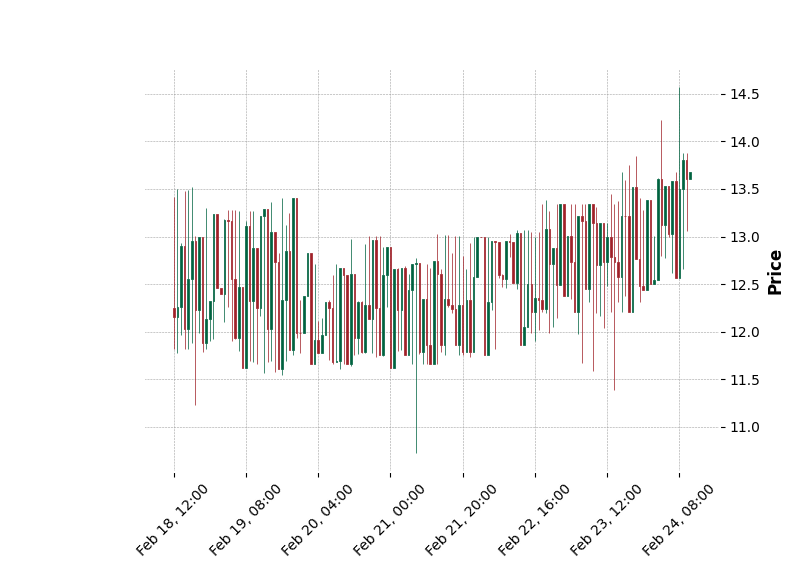 14.5
14.0
13.5
13.0
12.5
12.0
11.5
11.0
Price
Feb 18, 12:00
Feb 19, 08:00
Feb 20, 04:00
Feb 21, 00:00
Feb 21, 20:00
Feb 22, 16:00
Feb 23, 12:00
Feb 24, 08:00